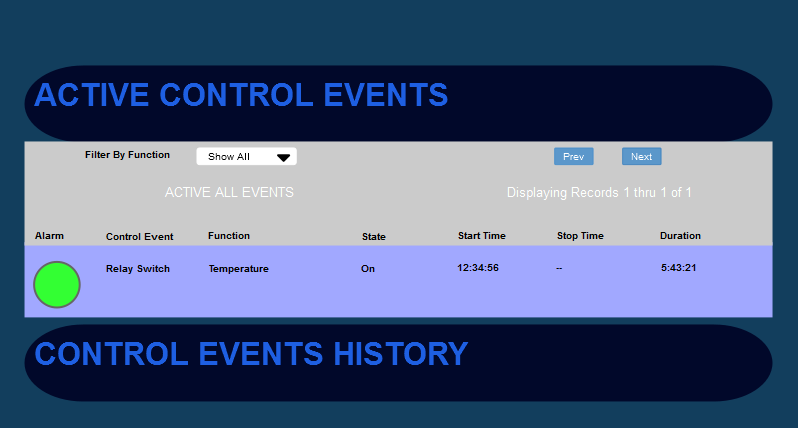 ACTIVE CONTROL EVENTS
Filter By Function Show All Prev Next
ACTIVE ALL EVENTS Displaying Records 1 thru 1 of 1
Alarm Control Event Function State Start Time Stop Time Duration
Relay Switch Temperature On 12:34:56 -- 5:43:21
CONTROL EVENTS HISTORY